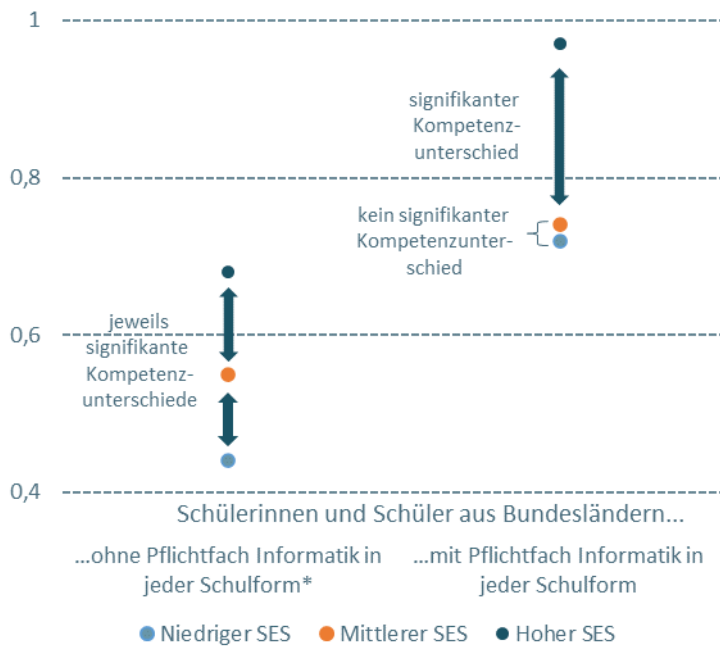 1
signifikanter
Kompetenz-
unterschied
0,8
kein signifikanter
Kompetenzunter-
schied
jeweils
signifikante
Kompetenz-
unterschiede
0,6
0,4
Schülerinnen und Schüler aus Bundesländern...
...ohne Pflichtfach Informatik in
jeder Schulform*
...mit Pflichtfach Informatik in
jeder Schulform
Niedriger SES Mittlerer SES Hoher SES